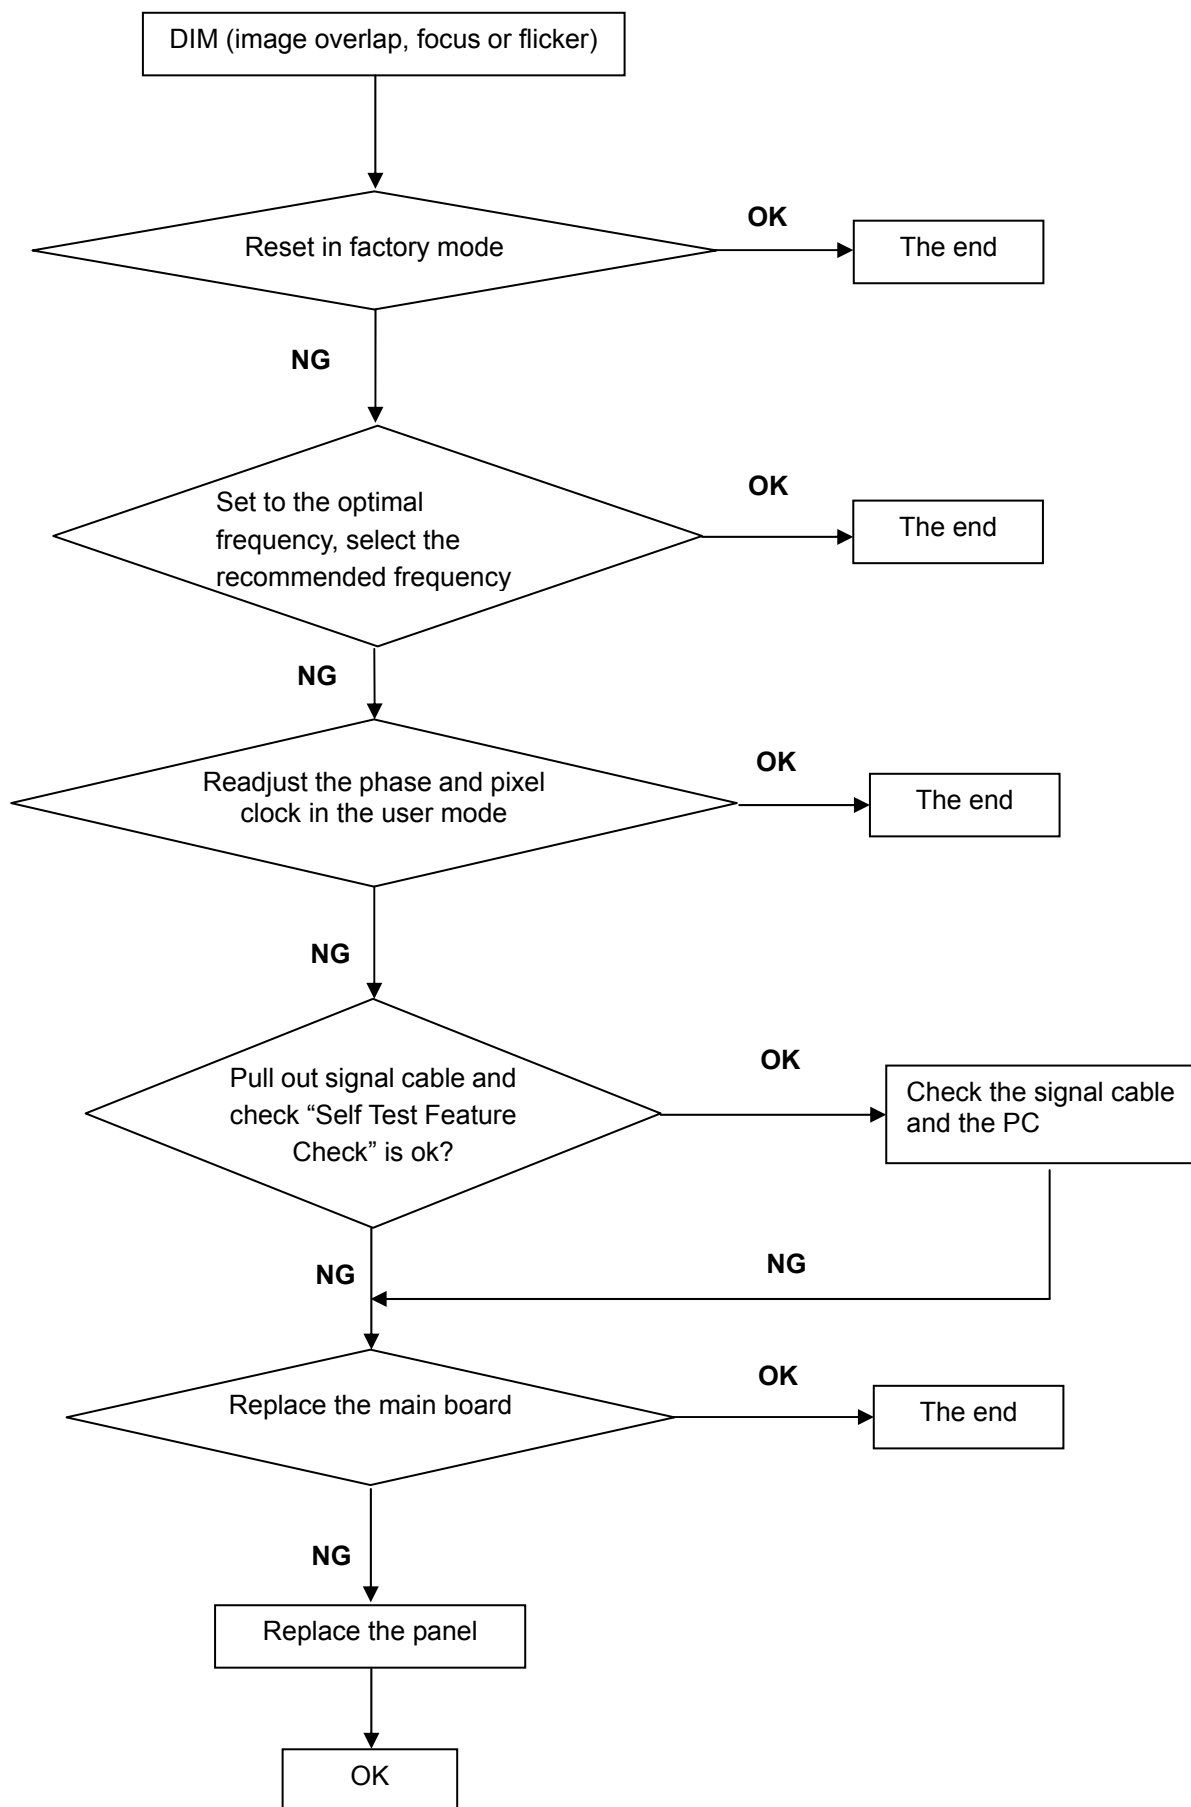 DIM (image overlap, focus or flicker)
OK
Reset in factory mode
The end
NG
OK
Set to the optimal
frequency, select the
recommended frequency
The end
NG
OK
Readjust the phase and pixel
clock in the user mode
The end
NG
OK
Pull out signal cable and
check “Self Test Feature
Check” is ok?
Check the signal cable
and the PC
NG
NG
OK
Replace the main board
The end
NG
Replace the panel
OK